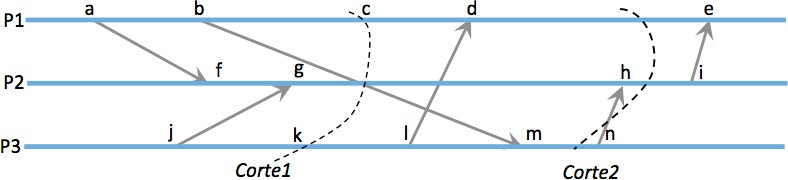 a b c d e
P1
f g h i
P2
j k l m n
P3
Corte1 Corte2